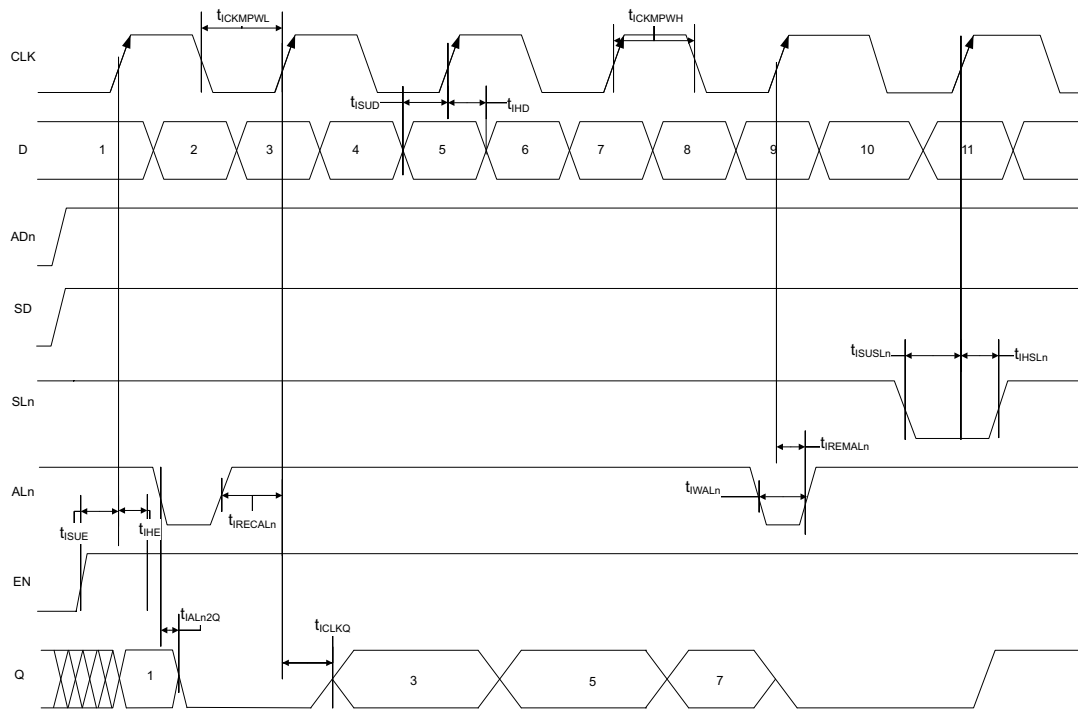 tICKMPWL
tICKMPWH
CLK
tISUD
tIHD
D
1
2
3
4
5
6
7
8
9
10
11
ADn
SD
tISUSLn
tIHSLn
SLn
tIREMALn
ALn
tIWALn
tIRECALn
tISUE
tIHE
EN
tIALn2Q
tICLKQ
Q
1
3
5
7